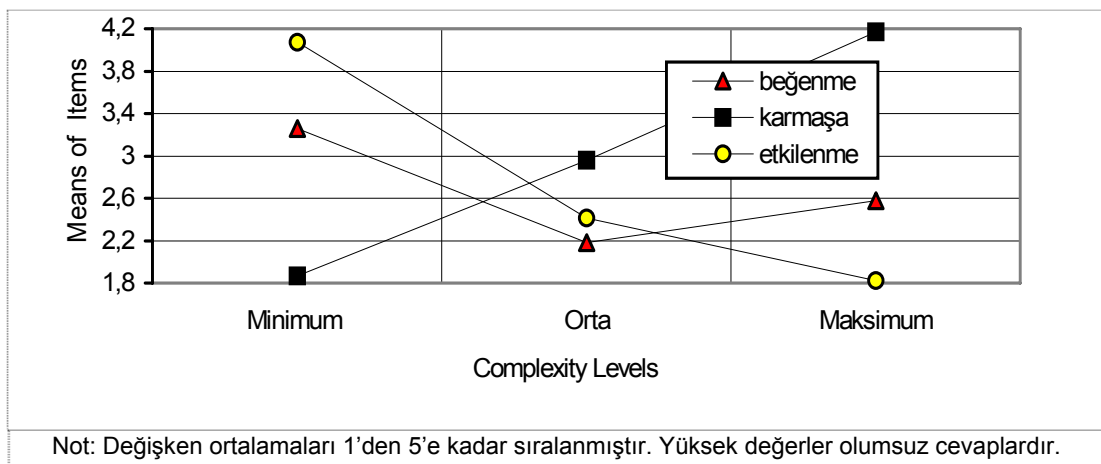 4,2
3,8
3,4
3
2,6
2,2
1,8
Means of Items
beğenme
karmaşa
etkilenme
Minimum Orta Maksimum
Complexity Levels
Not: Değişken ortalamaları 1’den 5’e kadar sıralanmıştır. Yüksek değerler olumsuz cevaplardır.